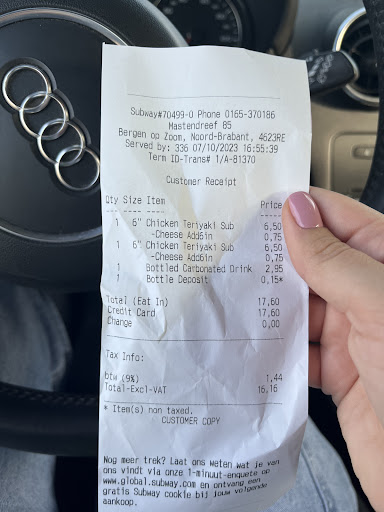 Subway#70499-0 Phone 0165-370186
Mastendreef 85
Bergen op Zoom, Noord-Brabant, 4623RE
Served by: 336 07/10/2023 16:55:39
Term ID-Trans# 1/A-81370
Customer Receipt
Qty Size Item Price
1 6" Chicken Teriyaki Sub 6,50
-Cheese Add6in 0,75
1 6" Chicken Teriyaki Sub 6,50
-Cheese Add6in 0,75
1 Bottled Carbonated Drink 2,95
1 Bottle Deposit 0,15*
Total (Eat In) 17,60
Credit Card 17,60
Change 0,00
Tax Info:
btw (9%) 1,44
Total-Excl-VAT 16,16
* Item(s) non taxed.
CUSTOMER COPY
Nog meer trek? Laat ons weten wat je van
ons vindt via onze 1-minuut-enquete op
www.global.subway.com en ontvang een
gratis Subway cookie bij jouw volgende
aankoop.